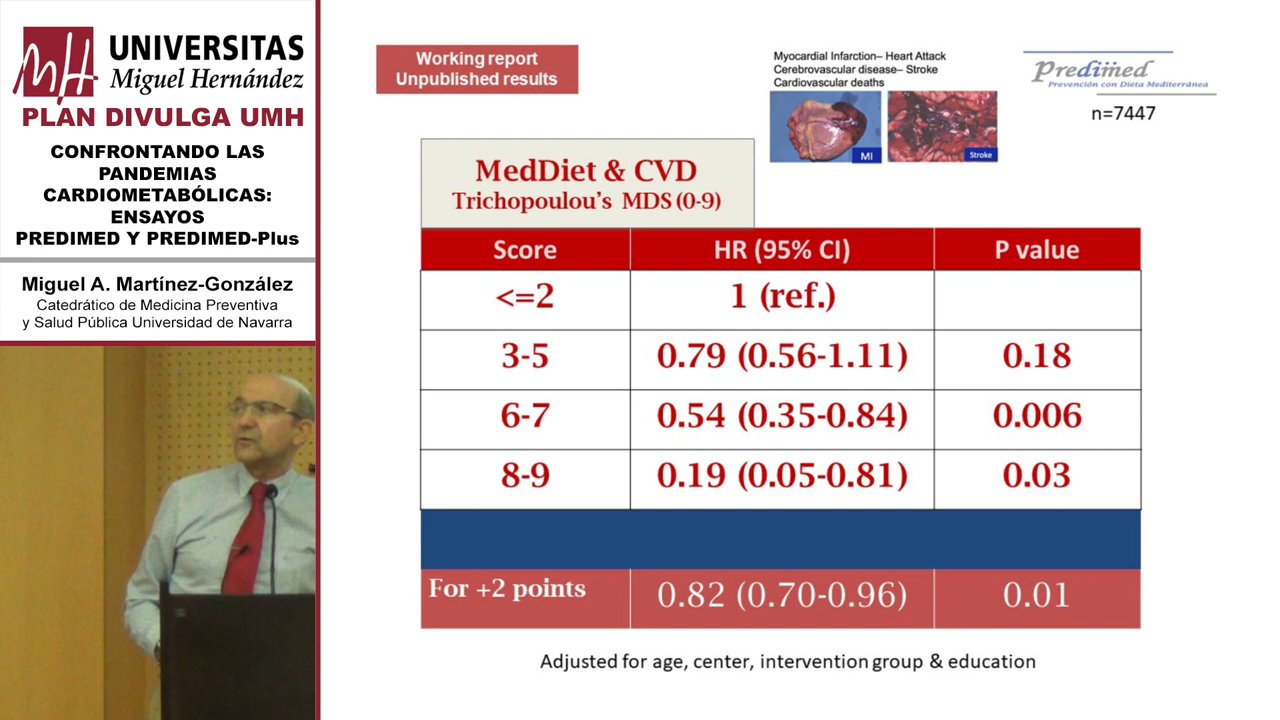 UNIVERSITAS
Miguel Hernández
PLAN DIVULGA UMH
CONFRONTANDO LAS
PANDEMIAS
CARDIOMETABÓLICAS:
ENSAYOS
PREDIMED Y PREDIMED-Plus
Miguel A. Martínez-González
Catedrático de Medicina Preventiva
y Salud Pública Universidad de Navarra
Working report
Unpublished results
Myocardial Infarction– Heart Attack
Cerebrovascular disease– Stroke
Cardiovascular deaths
MI
Stroke
Predimed
Prevención con Dieta Mediterránea
n=7447
MedDiet & CVD
Trichopoulou's MDS (0-9)
Score HR (95% CI) P value
<=2 1 (ref.)
3-5 0.79 (0.56-1.11) 0.18
6-7 0.54 (0.35-0.84) 0.006
8-9 0.19 (0.05-0.81) 0.03
For +2 points 0.82 (0.70-0.96) 0.01
Adjusted for age, center, intervention group & education